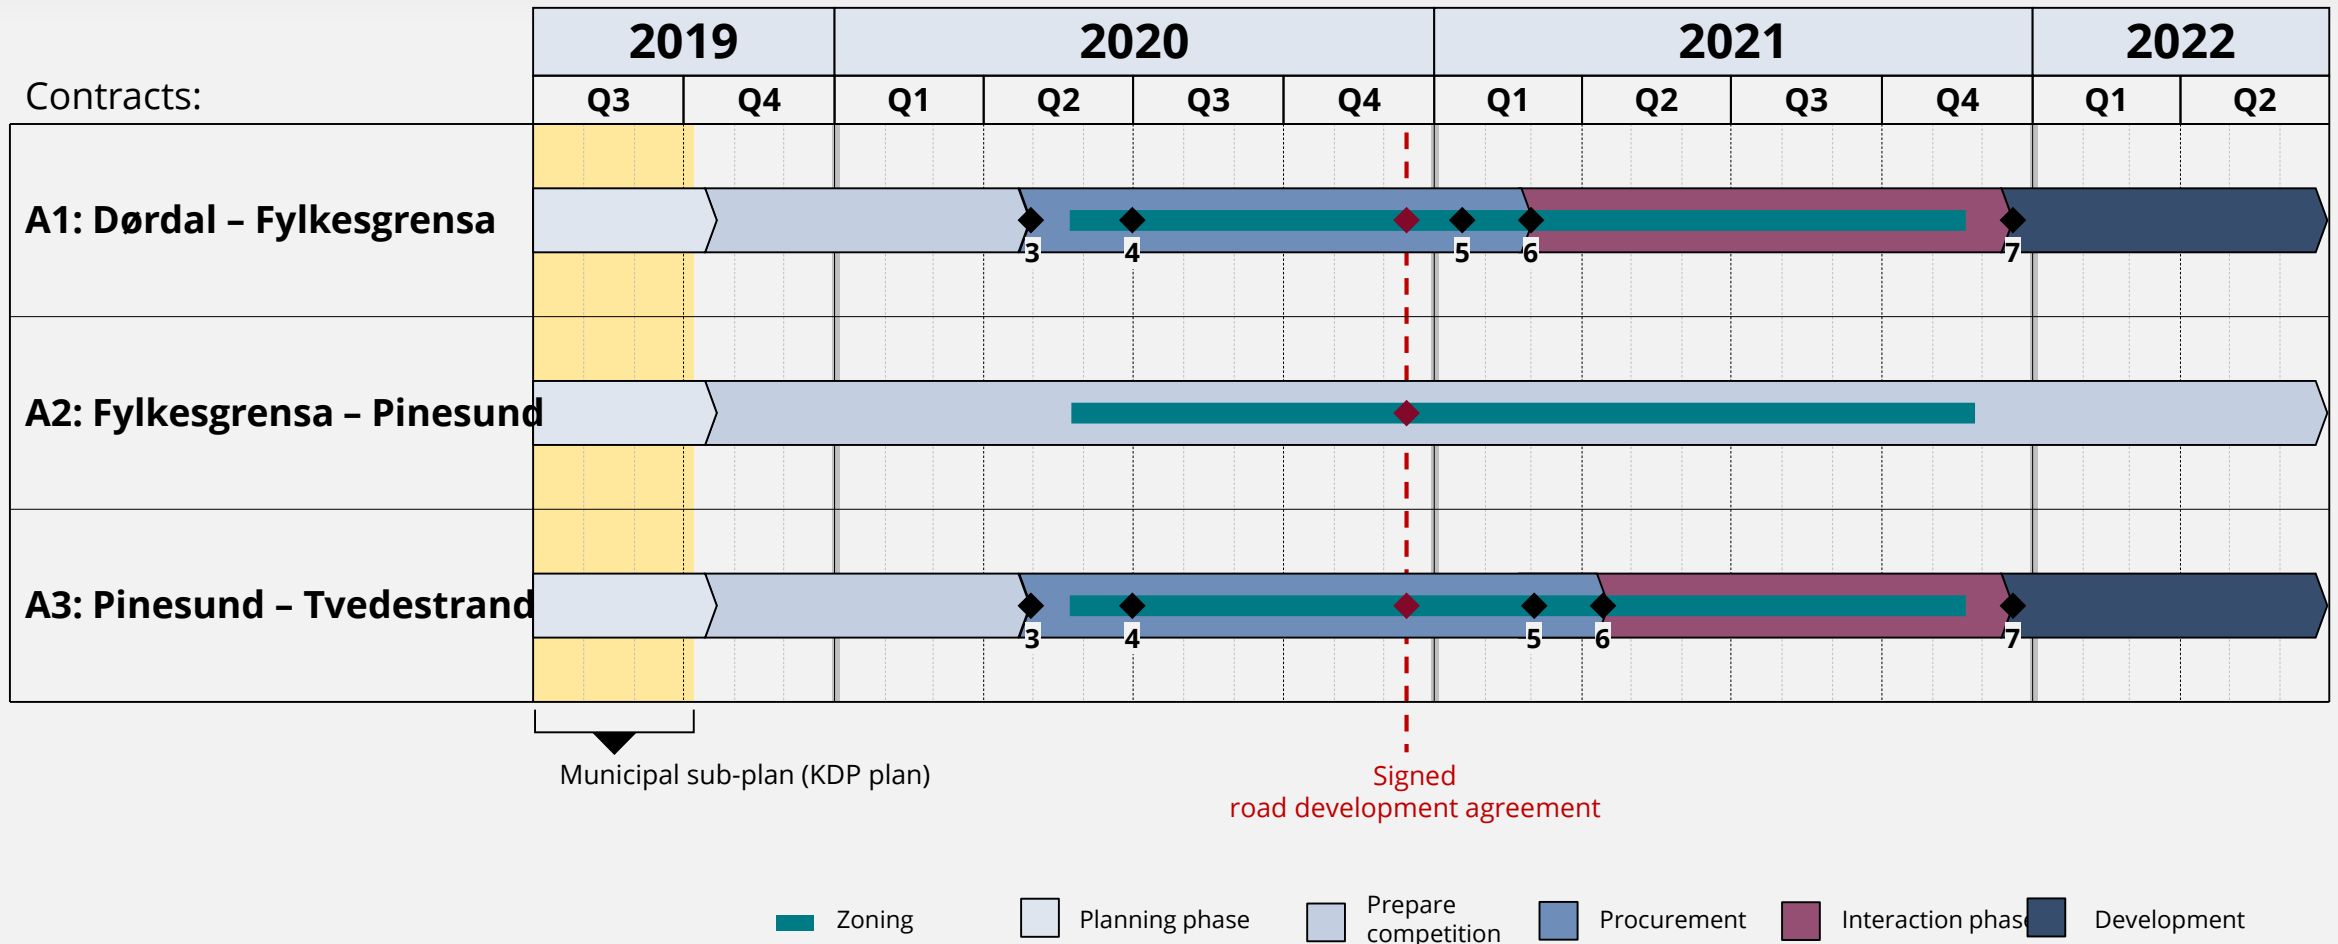 2019 2020 2021 2022
Contracts: Q3 Q4 Q1 Q2 Q3 Q4 Q1 Q2 Q3 Q4 Q1 Q2
A1: Dørdal – Fylkesgrensa
3 4 5 6 7
A2: Fylkesgrensa – Pinesund
A3: Pinesund – Tvedestrand
3 4 5 6 7
Municipal sub-plan (KDP plan)
Signed
road development agreement
Zoning
Planning phase
Prepare
competition
Procurement
Interaction phase
Development